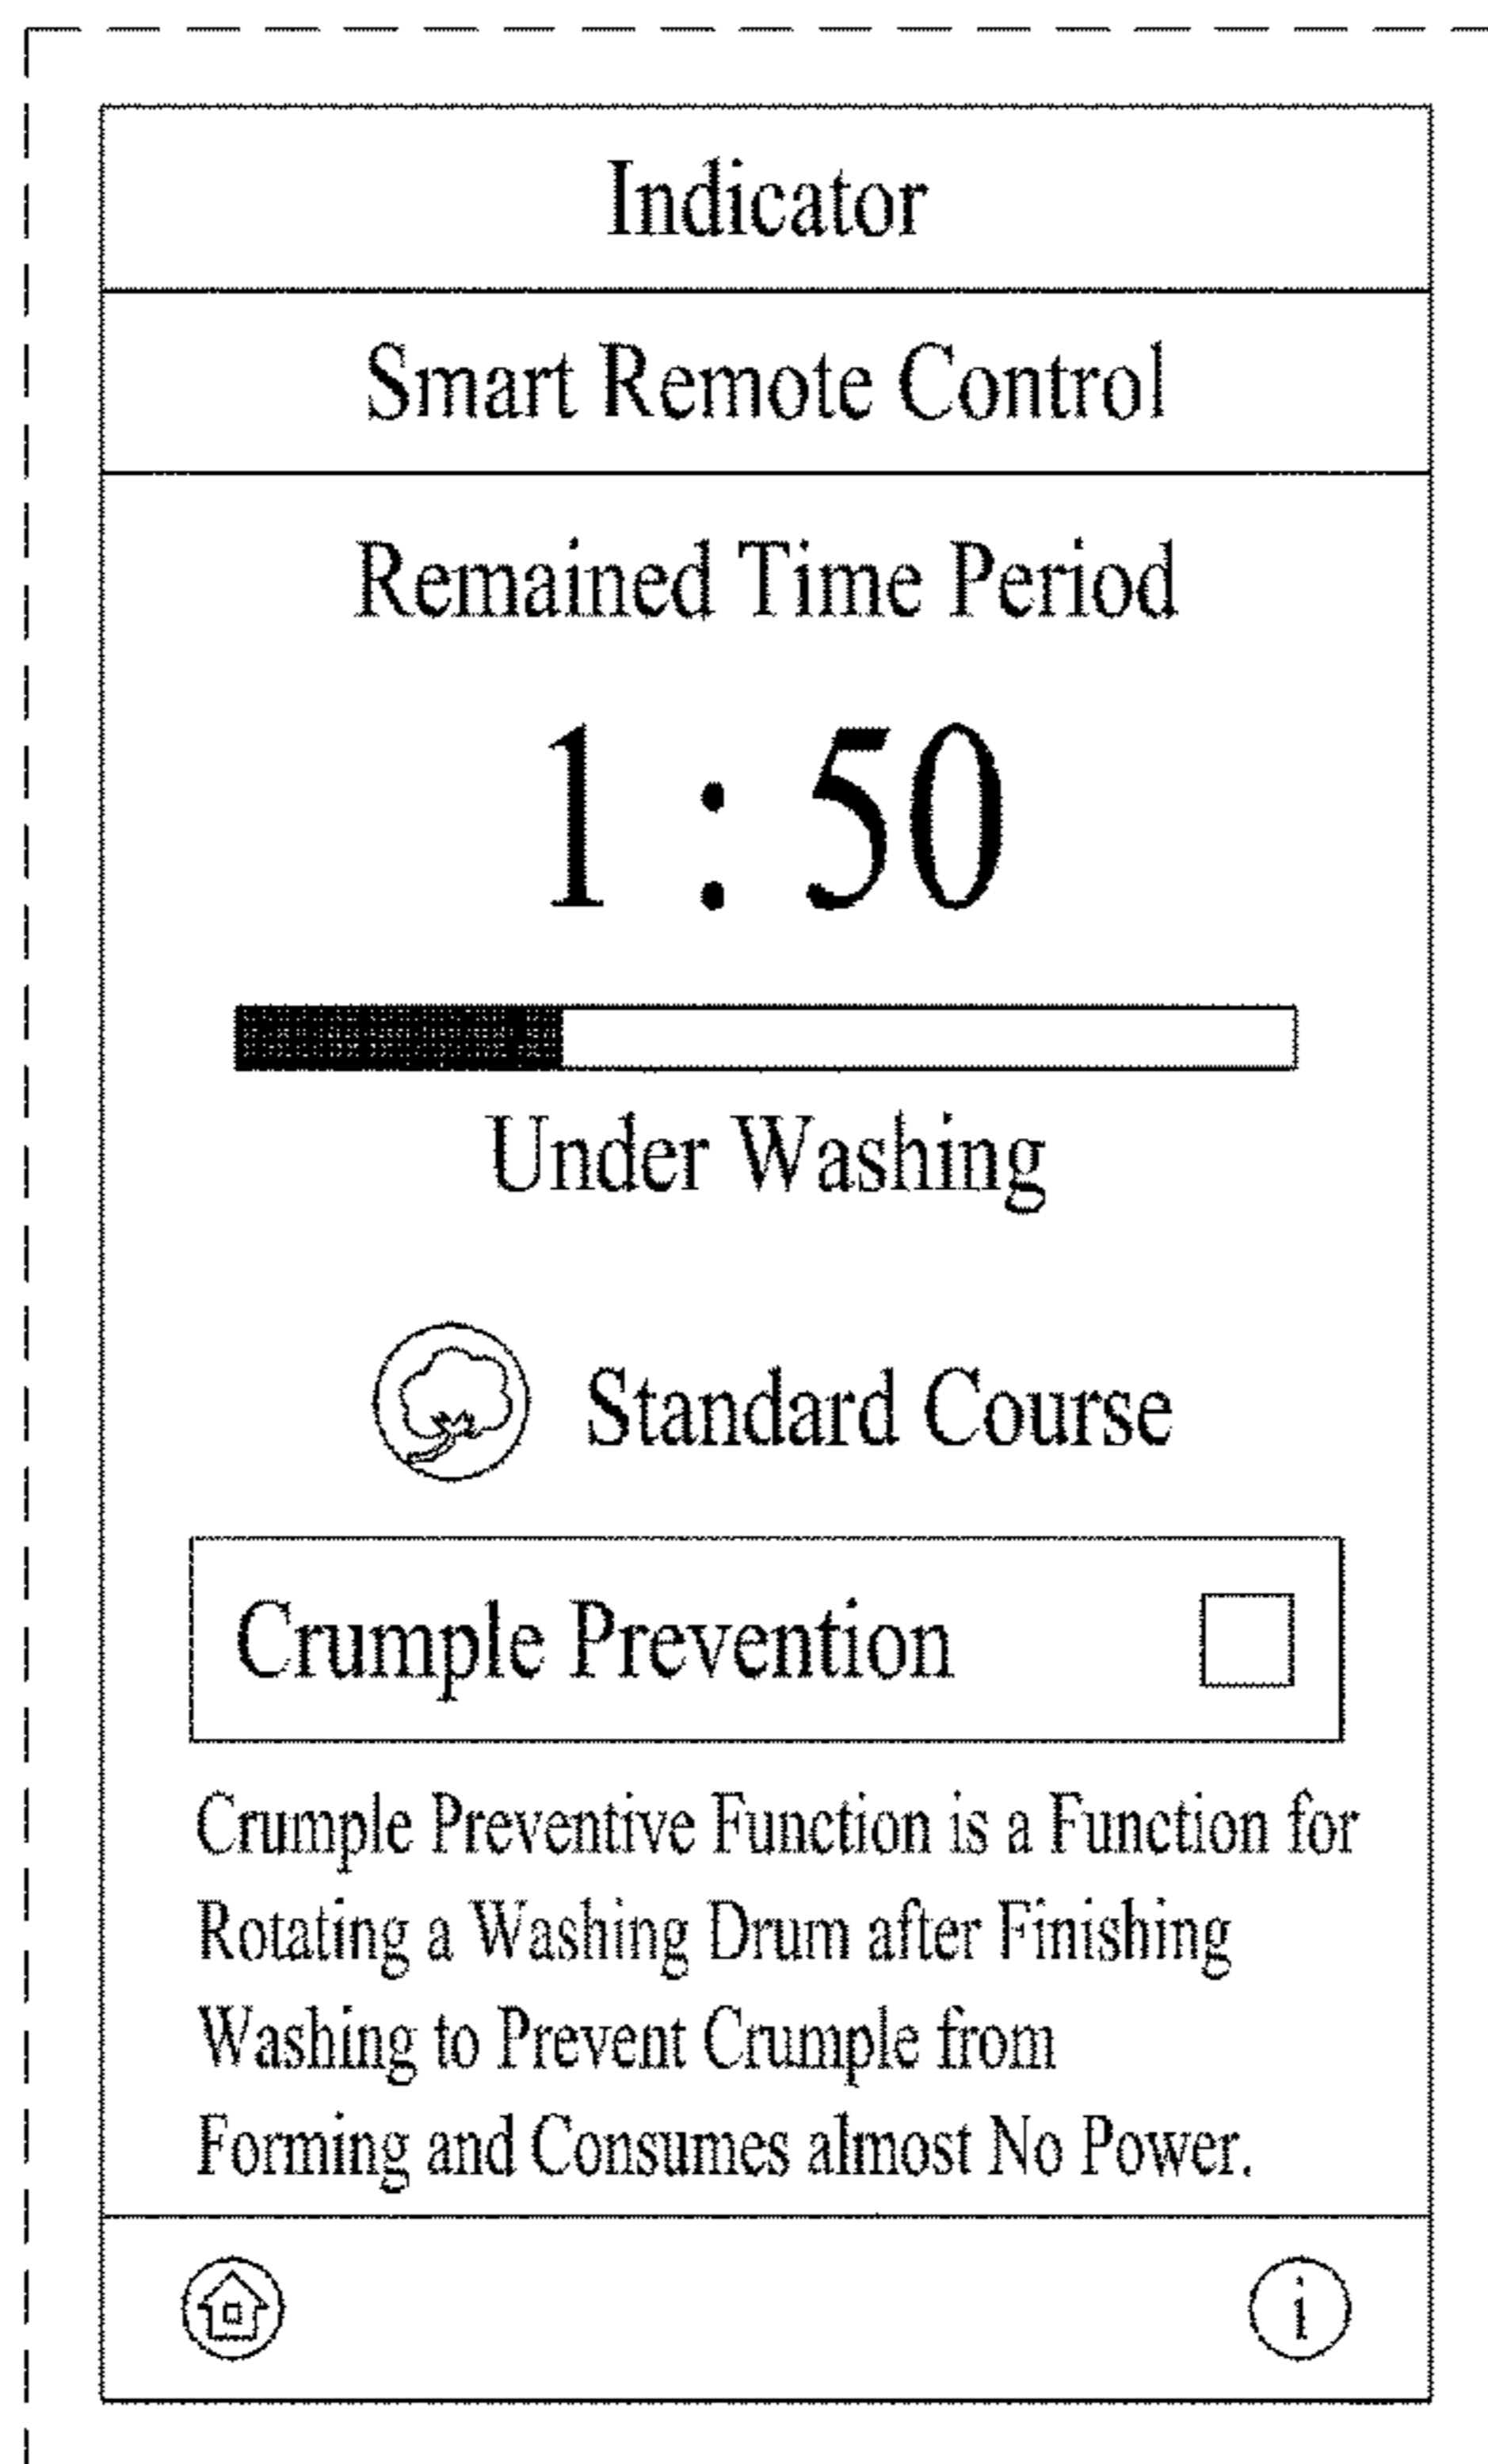 Indicator
Smart Remote Control
Remained Time Period
1 : 50
Under Washing
Standard Course
Crumple Prevention
Crumple Preventive Function is a Function for
Rotating a Washing Drum after Finishing
Washing to Prevent Crumple from
Forming and Consumes almost No Power.
i